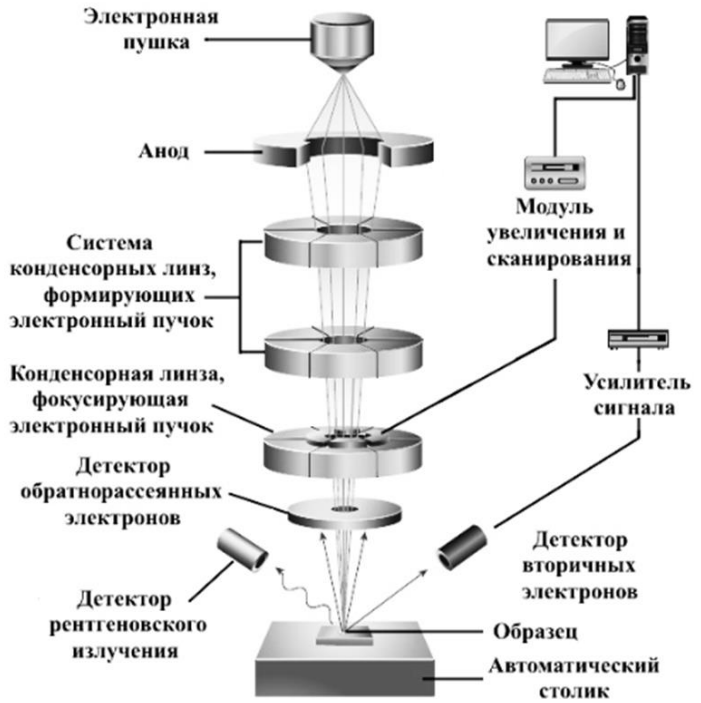 Электронная
пушка
Анод
Система
конденсорных линз,
формирующих
электронный пучок
Конденсорная линза,
фокусирующая
электронный пучок
Детектор
обратнорассеянных
электронов
Детектор
рентгеновского
излучения
Модуль
увеличения и
сканирования
Усилитель
сигнала
Детектор
вторичных
электронов
Образец
Автоматический
столик